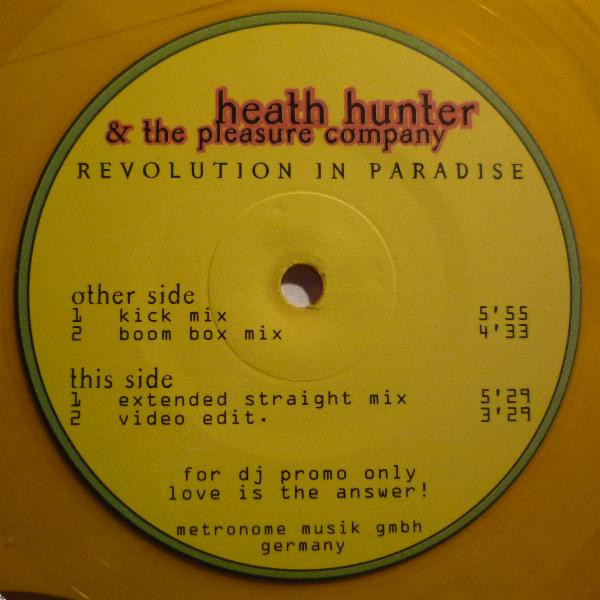 heath hunter
& the pleasure company
REVOLUTION IN PARADISE
other side
1 kick mix 5'55
2 boom box mix 4'33
this side
1 extended straight mix 5'29
2 video edit. 3'29
for dj promo only
love is the answer!
metronome musik gmbh
germany